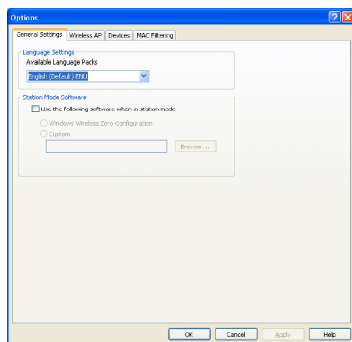 Options
General Settings Wireless AP Devices MAC Filtering
Language Settings
Available Language Packs
English (Default) ENU
Station Mode Software
Use the following software when in station mode
Windows Wireless Zero Configuration
Custom
Browse ...
OK Cancel Apply Help